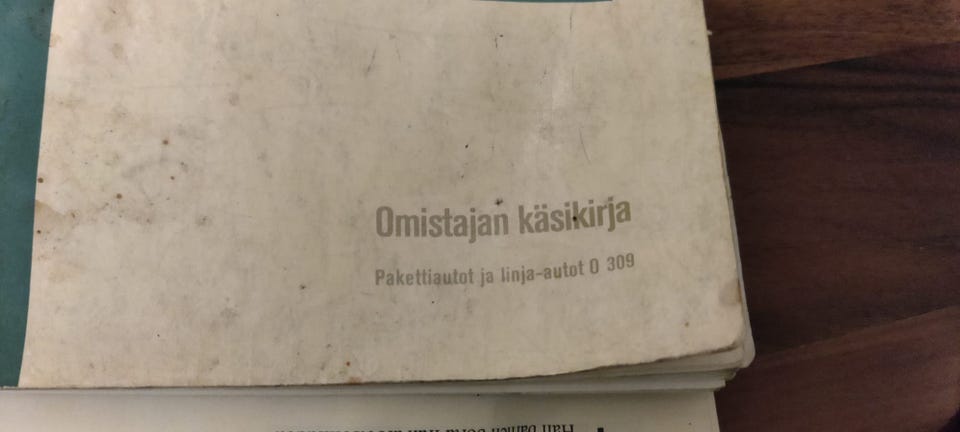 Omistajan käsikirja
Pakettiautot ja linja-autot O 309